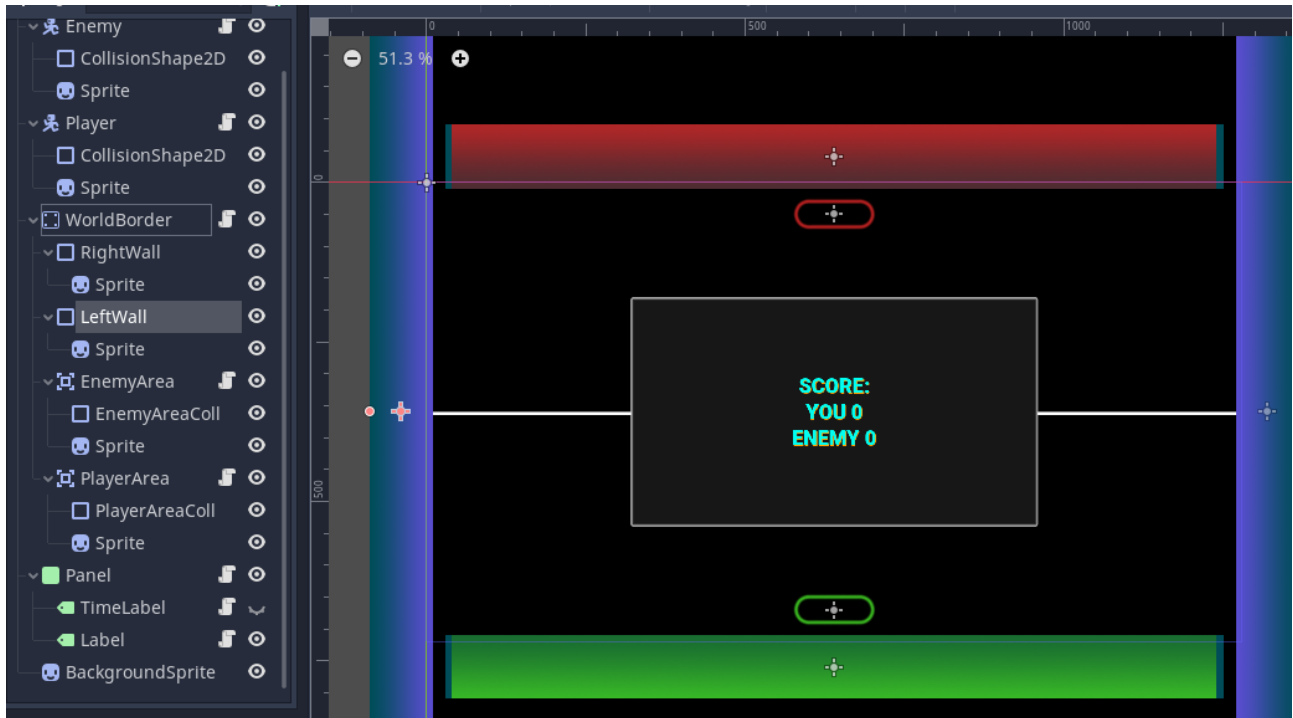 Enemy
CollisionShape2D
Sprite
Player
CollisionShape2D
Sprite
WorldBorder
RightWall
Sprite
LeftWall
Sprite
EnemyArea
EnemyAreaColl
Sprite
PlayerArea
PlayerAreaColl
Sprite
Panel
TimeLabel
Label
BackgroundSprite
0
500
1000
51.3 %
0
500
SCORE:
YOU 0
ENEMY 0